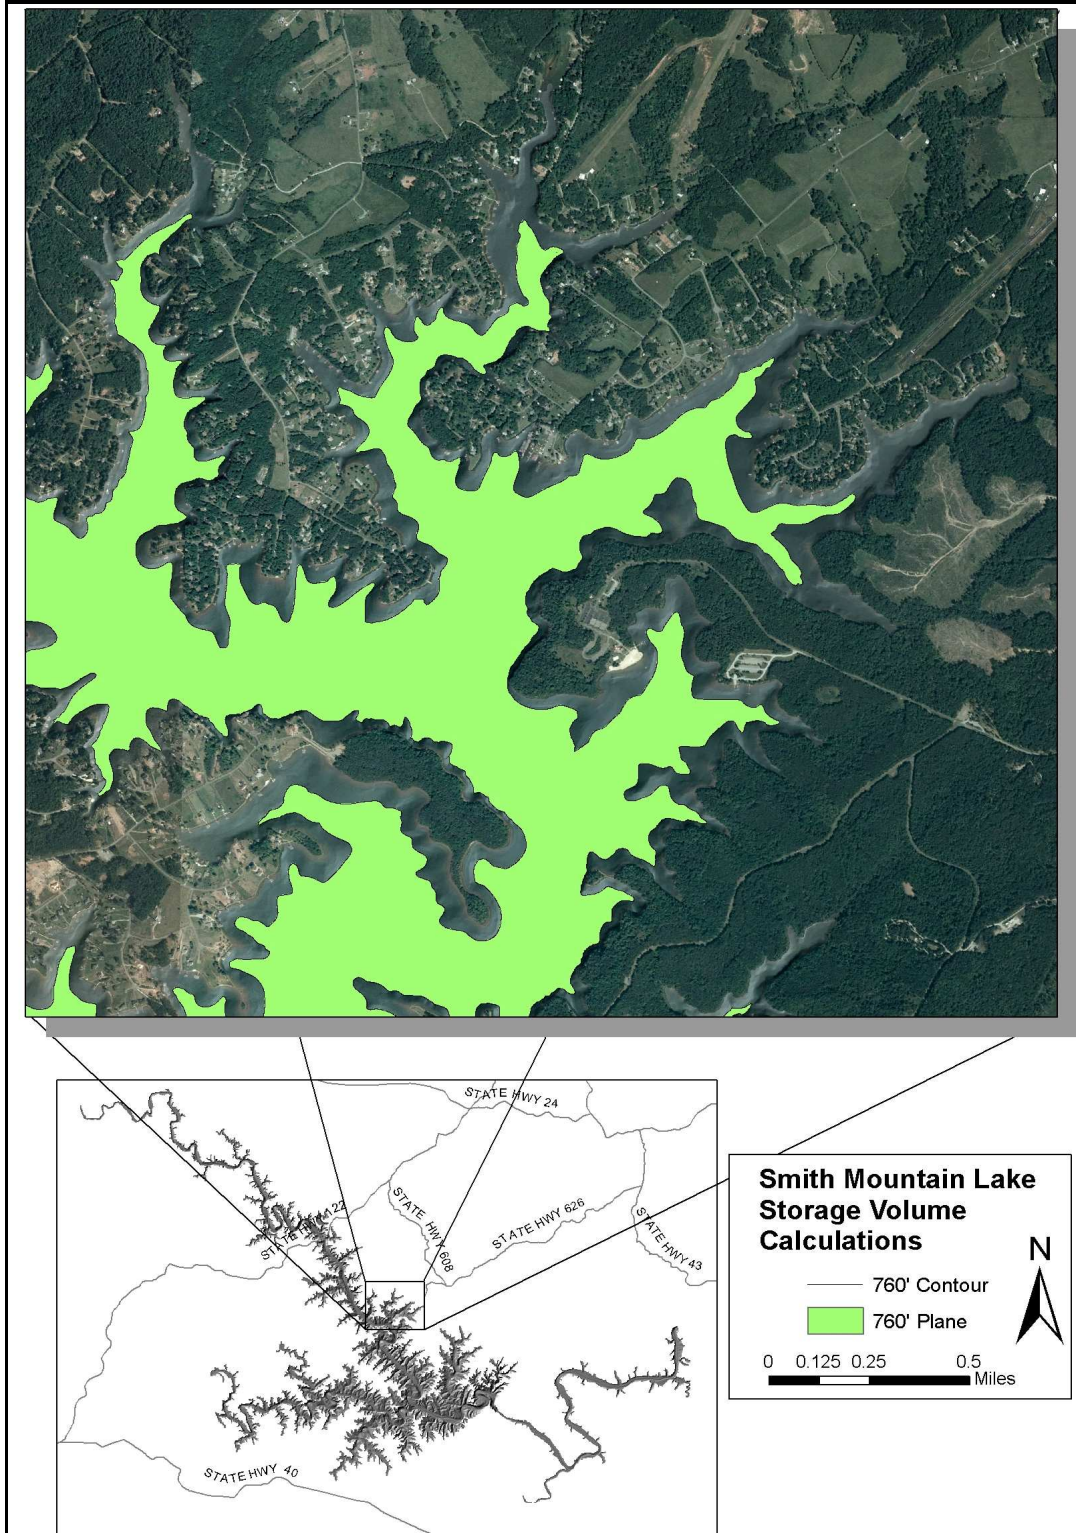 STATE HWY 24
STATE HWY 122
STATE HWY 608
STATE HWY 626
STATE HWY 43
STATE HWY 40
Smith Mountain Lake
Storage Volume
Calculations
N
760' Contour
760' Plane
0 0.125 0.25 0.5
Miles